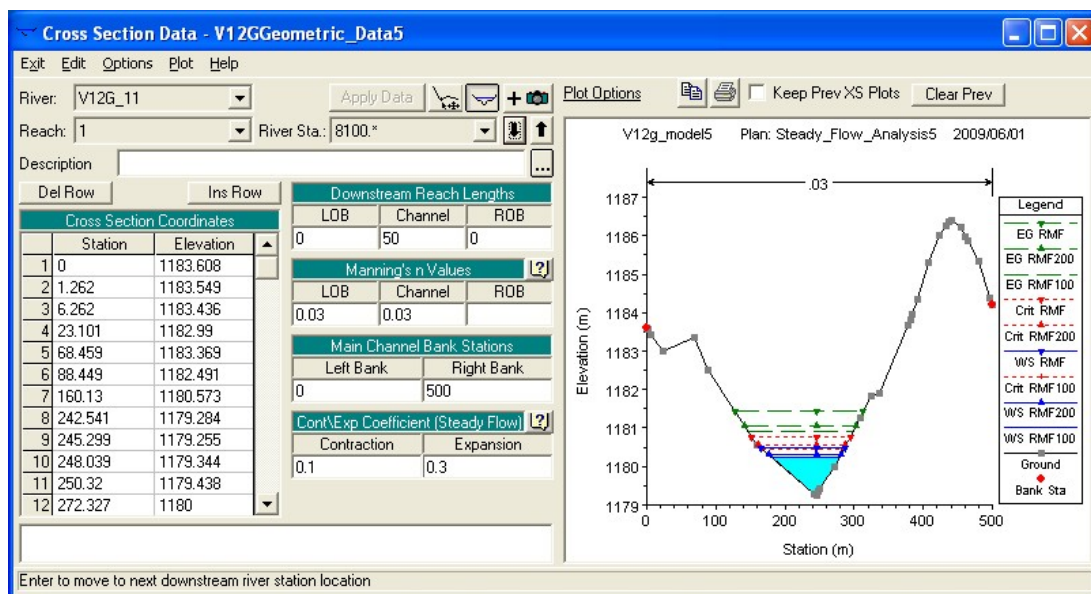 Cross Section Data - V12GGeometric_Data5
Exit Edit Options Plot Help
River: V12G_11 Apply Data Plot Options Keep Prev XS Plots Clear Prev
Reach: 1 River Sta.: 8100.*
Description ...
Del Row Ins Row
Cross Section Coordinates
Station Elevation
1 0 1183.608
2 1.262 1183.549
3 6.262 1183.436
4 23.101 1182.99
5 68.459 1183.369
6 88.449 1182.491
7 160.13 1180.573
8 242.541 1179.284
9 245.299 1179.255
10 248.039 1179.344
11 250.32 1179.438
12 272.327 1180
Downstream Reach Lengths
LOB Channel ROB
0 50 0
Manning's n Values
LOB Channel ROB
0.03 0.03
Main Channel Bank Stations
Left Bank Right Bank
0 500
Cont\Exp Coefficient (Steady Flow)
Contraction Expansion
0.1 0.3
V12g_model5 Plan: Steady_Flow_Analysis5 2009/06/01
.03
1187
1186
1185
1184
1183
1182
1181
1180
1179
Elevation (m)
0 100 200 300 400 500
Station (m)
Legend
EG RMF
EG RMF200
EG RMF100
Crit RMF
Crit RMF200
WS RMF
Crit RMF100
WS RMF200
WS RMF100
Ground
Bank Sta
Enter to move to next downstream river station location